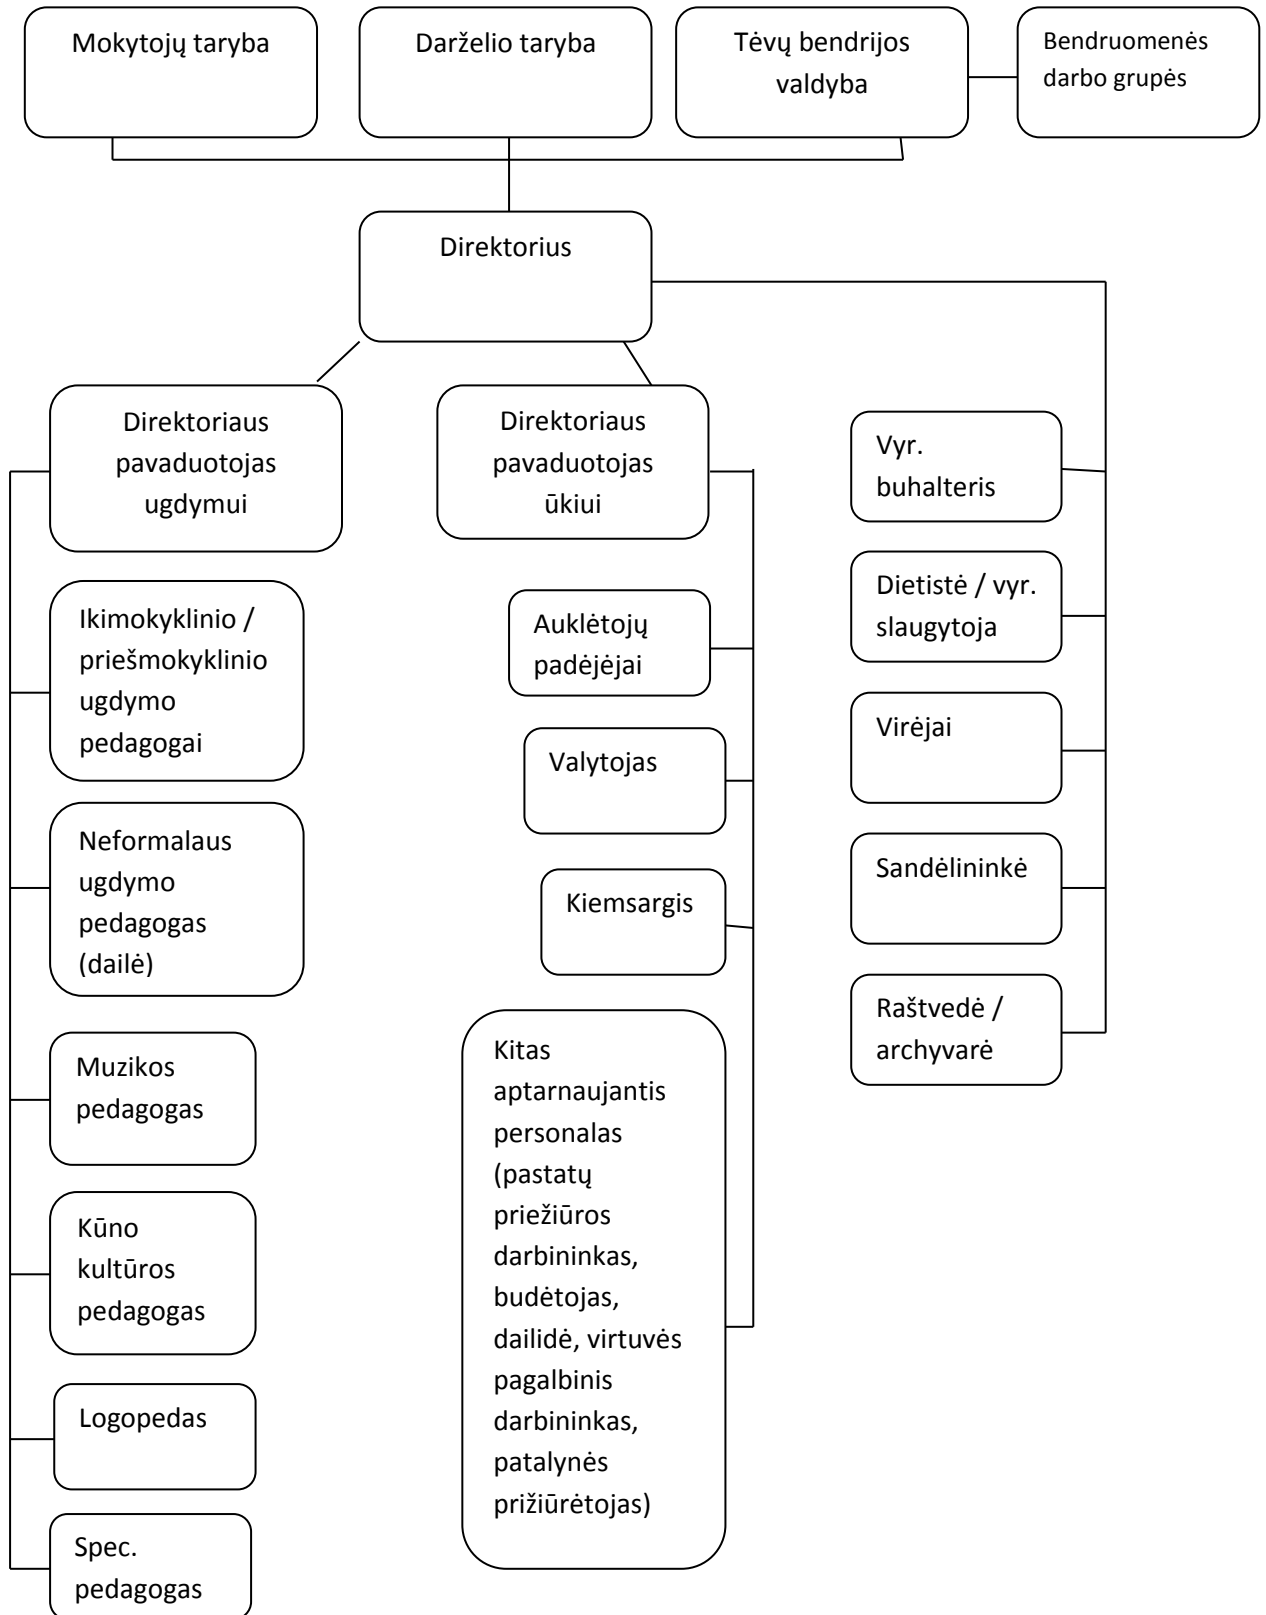 Mokytojų taryba
Darželio taryba
Tėvų bendrijos
valdyba
Bendruomenės
darbo grupės
Direktorius
Direktoriaus
pavaduotojas
ugdymui
Direktoriaus
pavaduotojas
ūkiui
Vyr.
buhalteris
Dietistė / vyr.
slaugytoja
Virėjai
Sandėlininkė
Raštvedė /
archyvarė
Ikimokyklinio /
priešmokyklinio
ugdymo
pedagogai
Neformalaus
ugdymo
pedagogas
(dailė)
Muzikos
pedagogas
Kūno
kultūros
pedagogas
Logopedas
Spec.
pedagogas
Auklėtojų
padėjėjai
Valytojas
Kiemsargis
Kitas
aptarnaujantis
personalas
(pastatų
priežiūros
darbininkas,
budėtojas,
dailidė, virtuvės
pagalbinis
darbininkas,
patalynės
prižiūrėtojas)